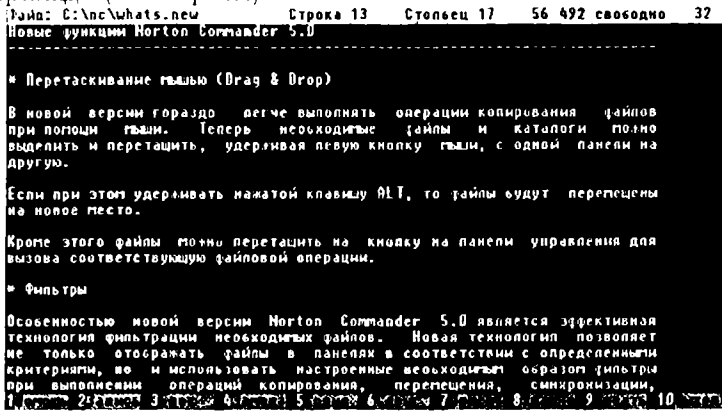 Файл: C:\nc\whats.new Строка 13 Столбец 17 56 492 свободно 32
Новые функции Norton Commander 5.0
* Перетаскивание мышью (Drag & Drop)
В новой версии гораздо легче выполнять операции копирования файлов
при помощи мыши. Теперь необходимые файлы и каталоги можно
выделить и перетащить, удерживая левую кнопку мыши, с одной панели на
другую.
Если при этом удерживать нажатой клавишу ALT, то файлы будут перемещены
на новое место.
Кроме этого файлы можно перетащить на кнопку на панели управления для
вызова соответствующую файловой операции.
* Фильтры
Особенностью новой версии Norton Commander 5.0 является эффективная
технология фильтрации необходимых файлов. Новая технология позволяет
не только отображать файлы в панелях в соответствии с определенными
критериями, но и использовать настроенные необходимым образом фильтры
при выполнении операций копирования, перемещения, синхронизации,
1 2 3 4 5 6 7 8 9 10